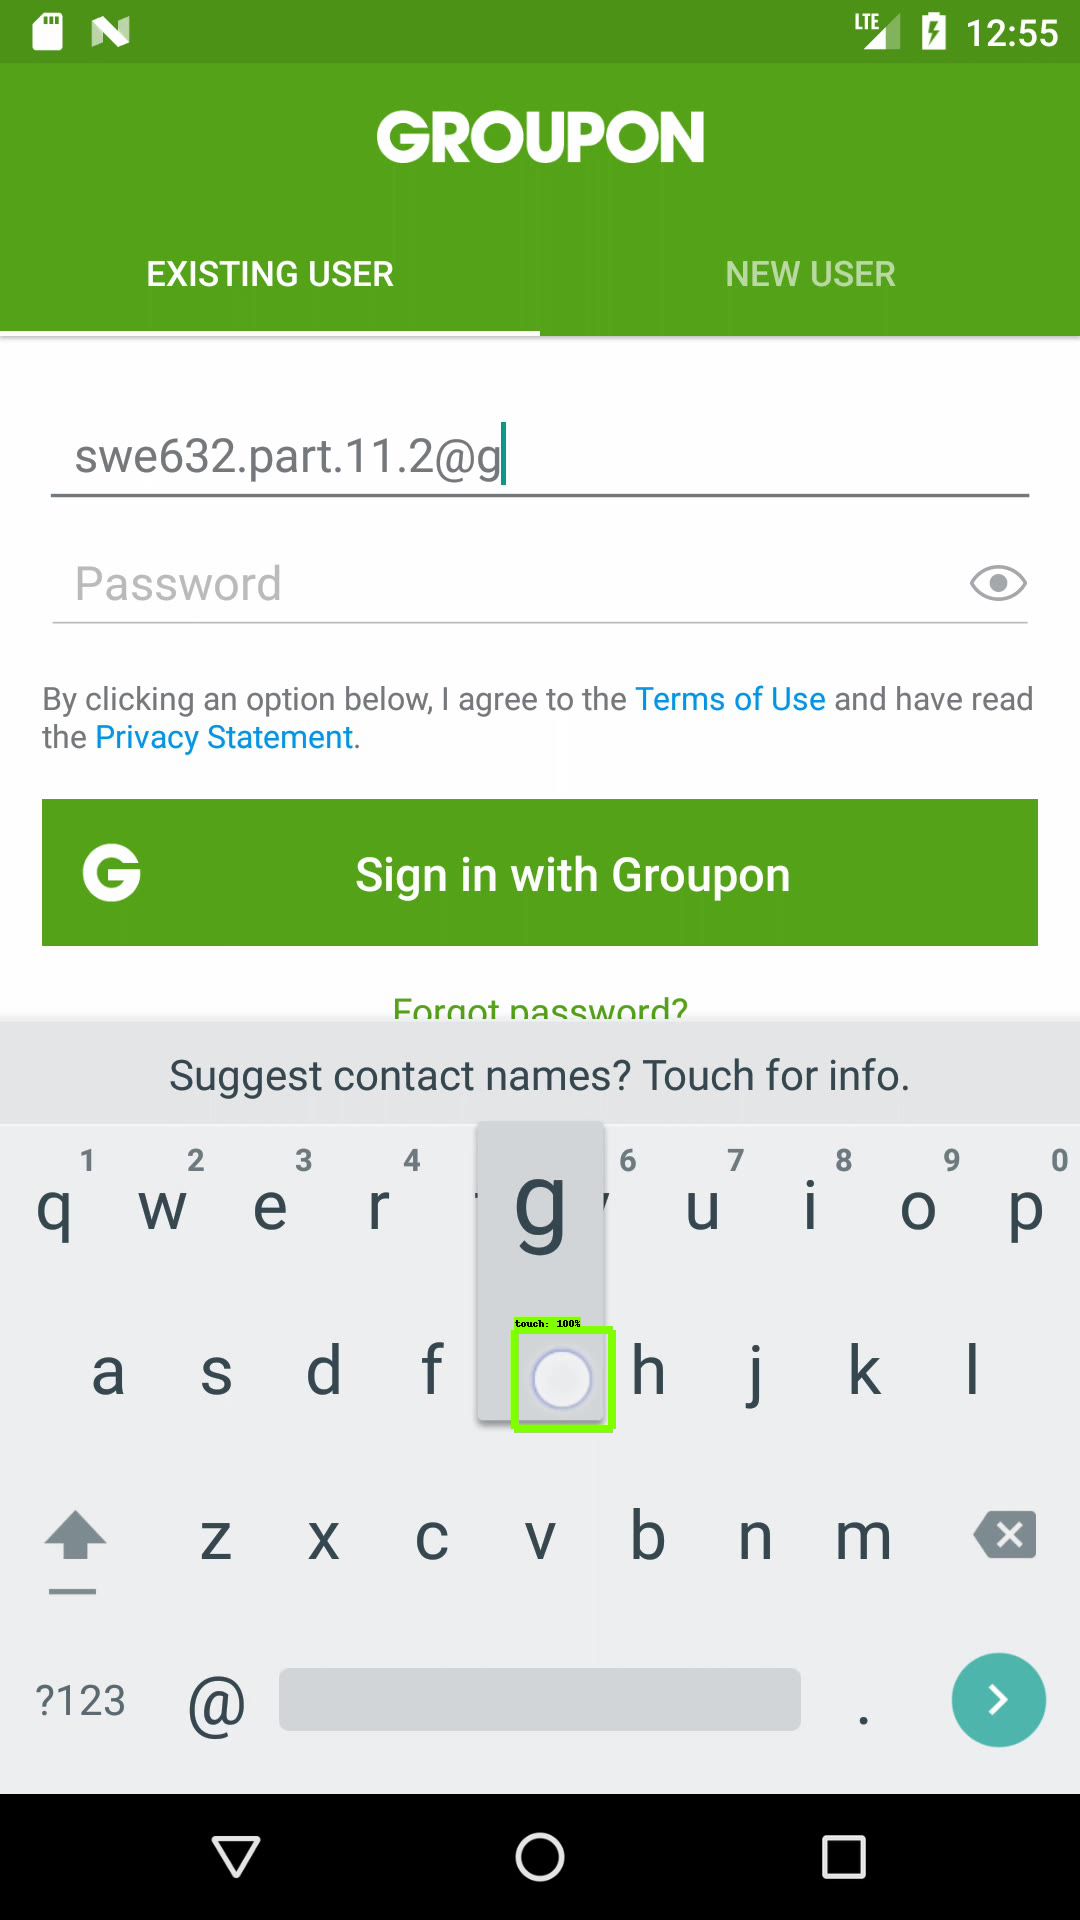 LTE 12:55
GROUPON
EXISTING USER NEW USER
swe632.part.11.2@g
Password
By clicking an option below, I agree to the Terms of Use and have read
the Privacy Statement.
G Sign in with Groupon
Forgot password?
Suggest contact names? Touch for info.
1 2 3 4 6 7 8 9 0
q w e r g u i o p
touch: 100%
a s d f h j k l
z x c v b n m
?123 @ .